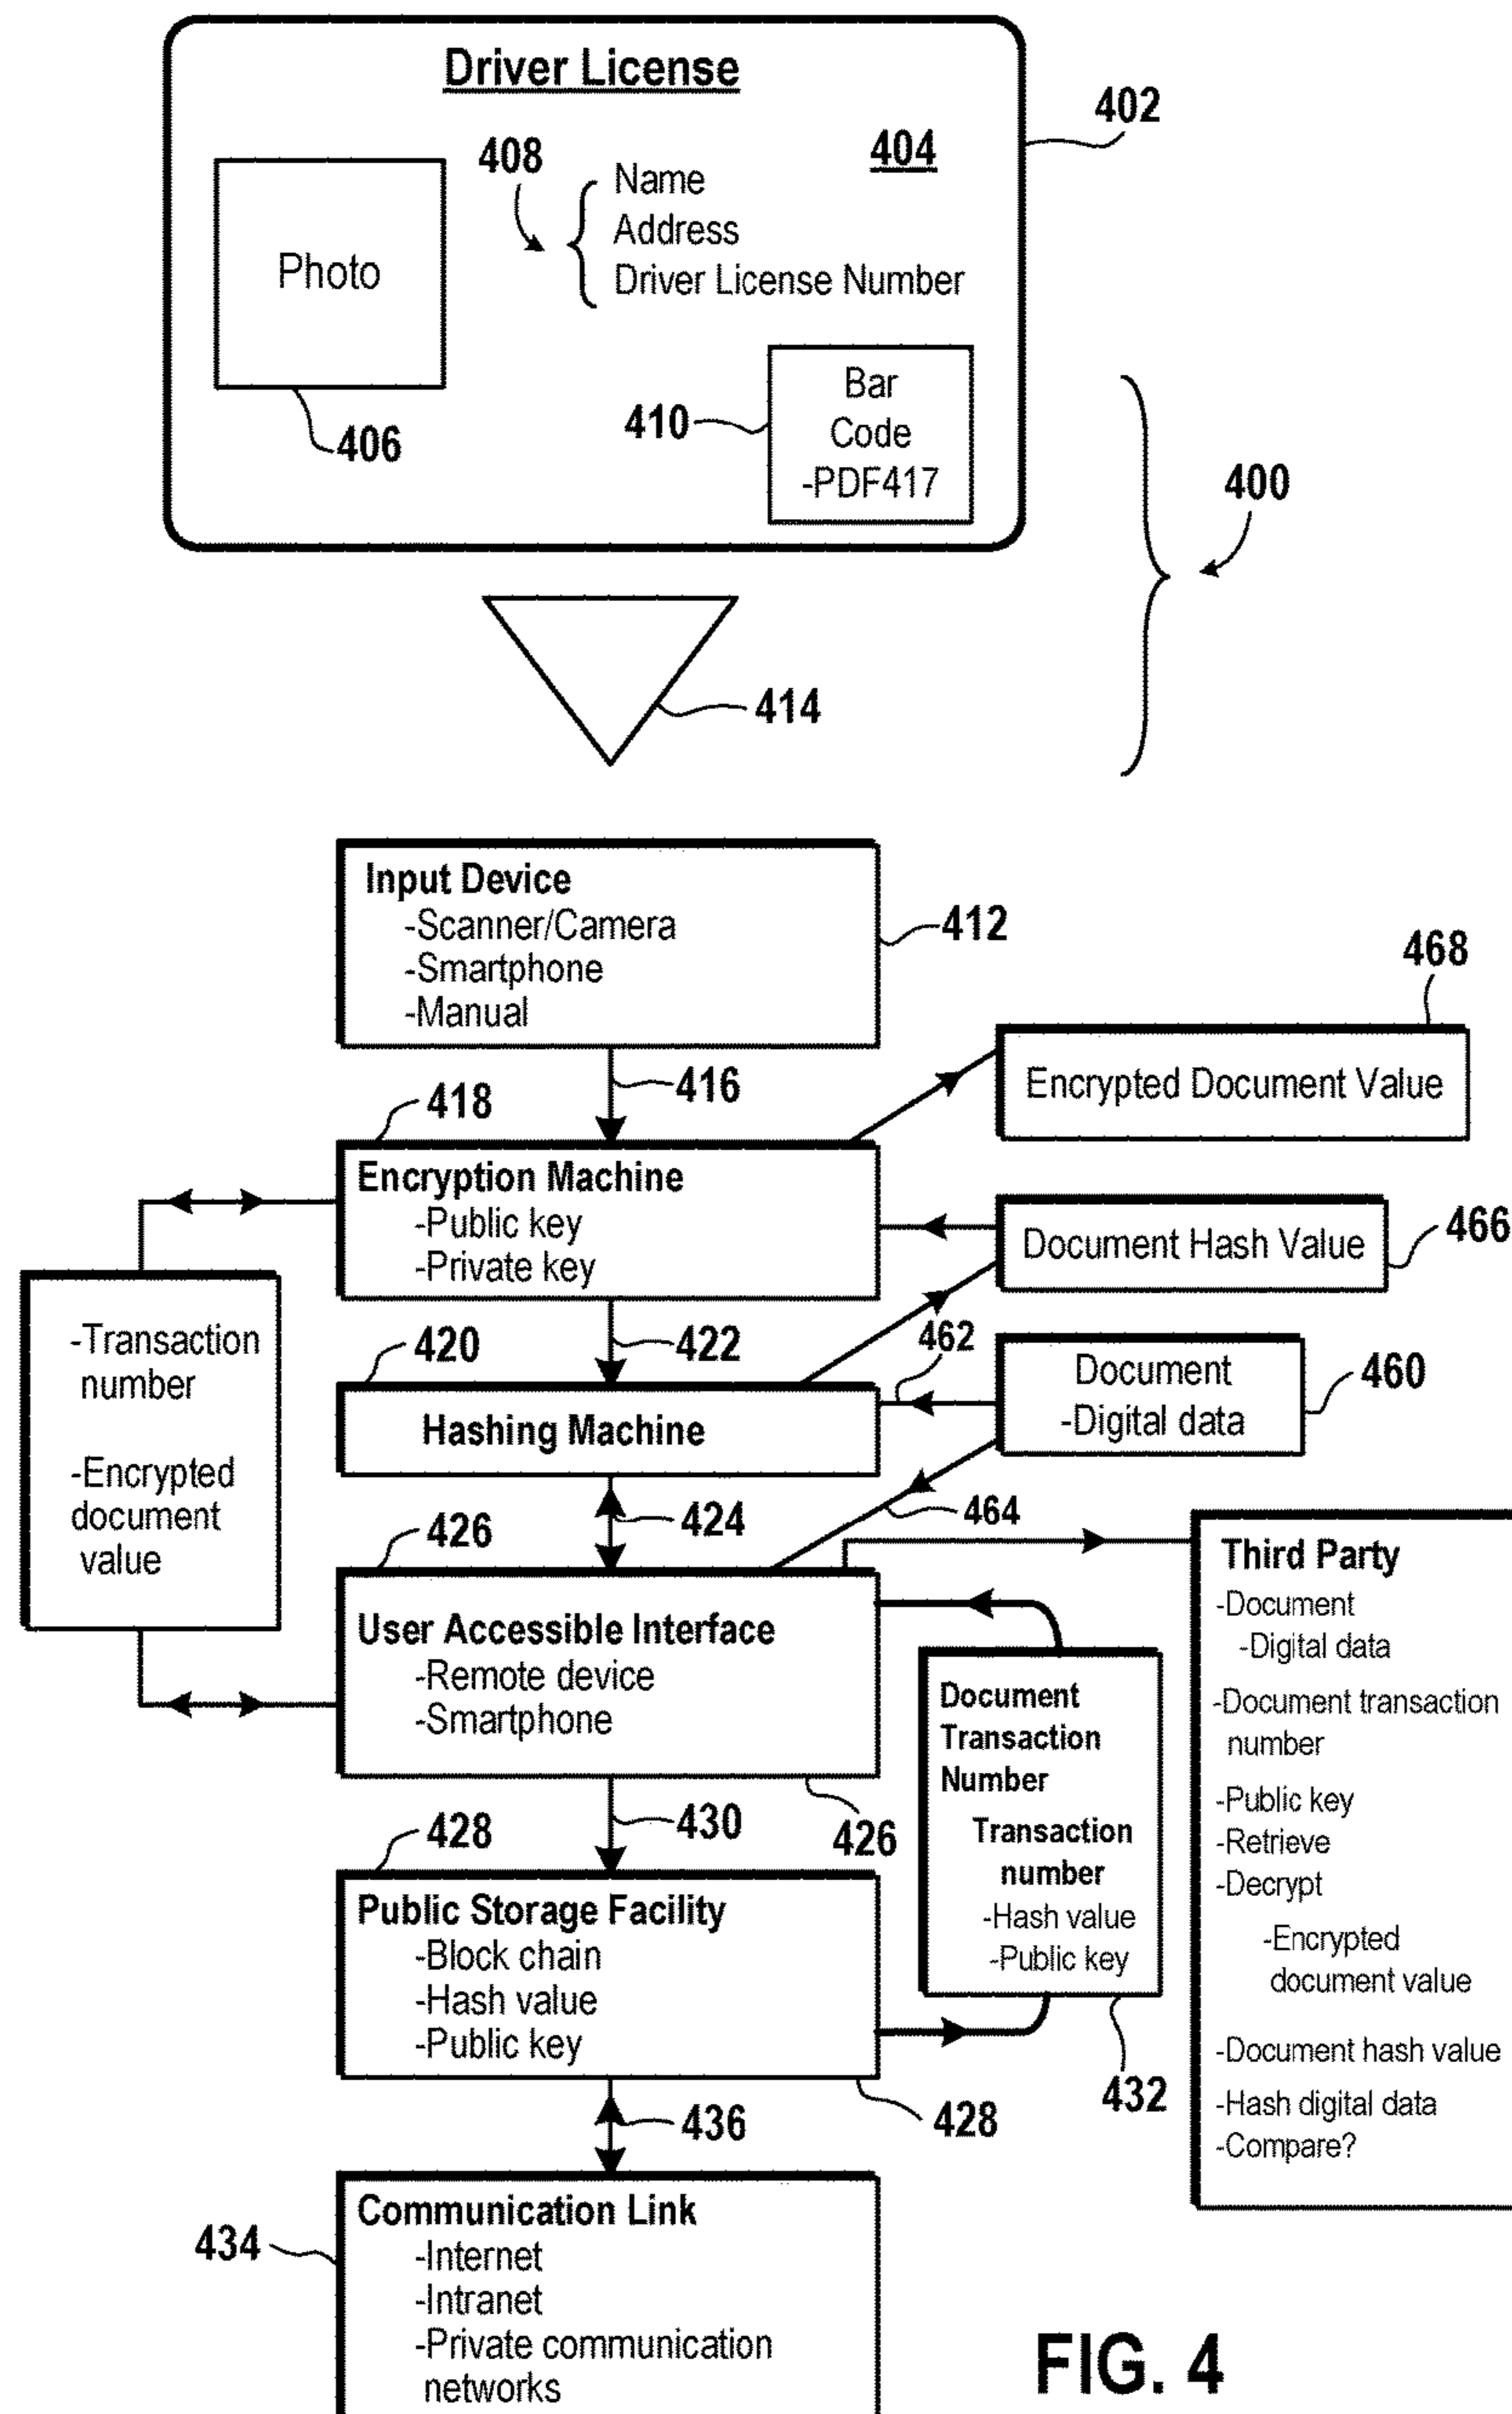 Driver License
402
404
408
Name
Address
Driver License Number
Photo
406
410
Bar
Code
-PDF417
400
414
Input Device
-Scanner/Camera
-Smartphone
-Manual
412
416
468
Encrypted Document Value
418
Encryption Machine
-Public key
-Private key
Document Hash Value
466
-Transaction
number
-Encrypted
document
value
420
422
462
Document
-Digital data
460
Hashing Machine
424
464
426
User Accessible Interface
-Remote device
-Smartphone
426
Third Party
-Document
-Digital data
-Document transaction
number
-Public key
-Retrieve
-Decrypt
-Encrypted
document value
-Document hash value
-Hash digital data
-Compare?
Document
Transaction
Number
Transaction
number
-Hash value
-Public key
432
430
428
Public Storage Facility
-Block chain
-Hash value
-Public key
428
436
434
Communication Link
-Internet
-Intranet
-Private communication
networks
FIG. 4